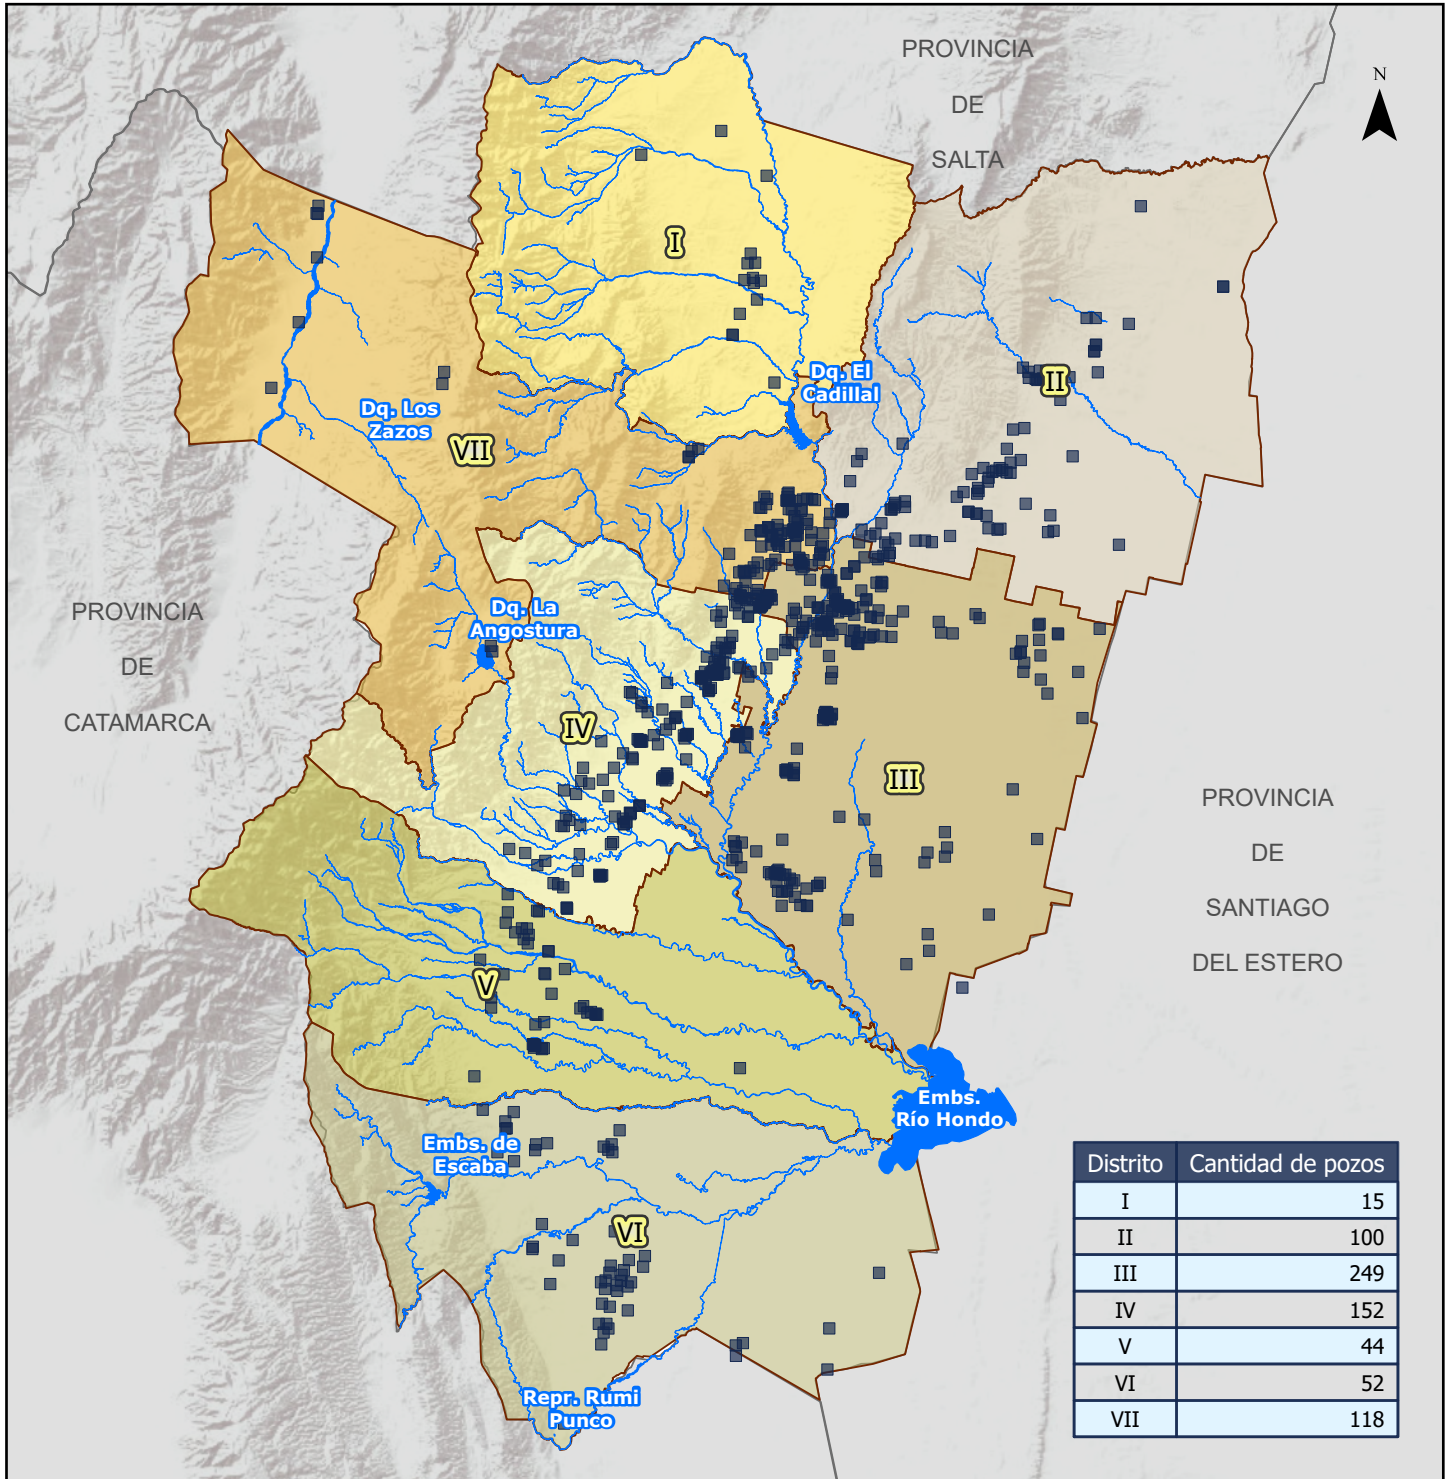 PROVINCIA
DE
SALTA
N
I
Dq. El
Cadillal
II
Dq. Los
Zazos
VII
PROVINCIA
DE
CATAMARCA
Dq. La
Angostura
IV
III
PROVINCIA
DE
SANTIAGO
DEL ESTERO
V
Embs.
Río Hondo
Embs. de
Escaba
VI
Repr. Rumi
Punco
Distrito Cantidad de pozos
I 15
II 100
III 249
IV 152
V 44
VI 52
VII 118